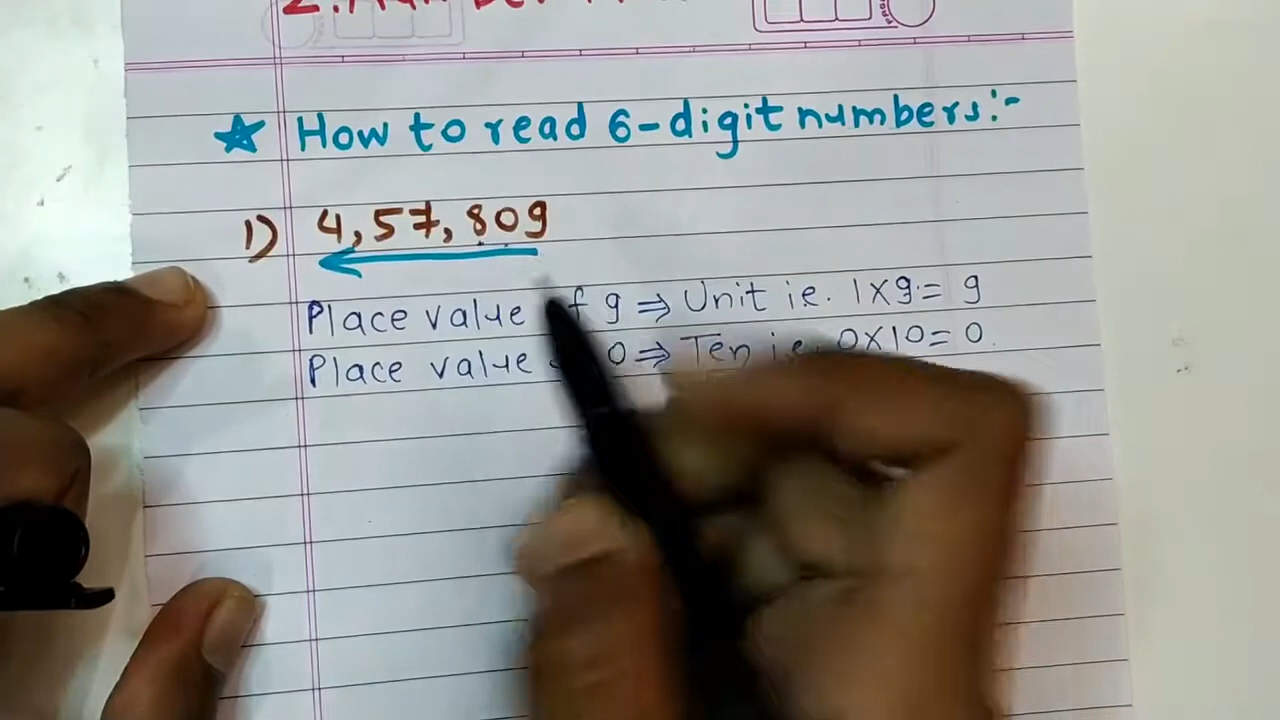 ★ How to read 6-digit numbers:-
1) 4,57,809
Place value of 9 ⇒ Unit i.e. 1×9= 9
Place value 0 ⇒ Ten i.e. 0×10= 0.